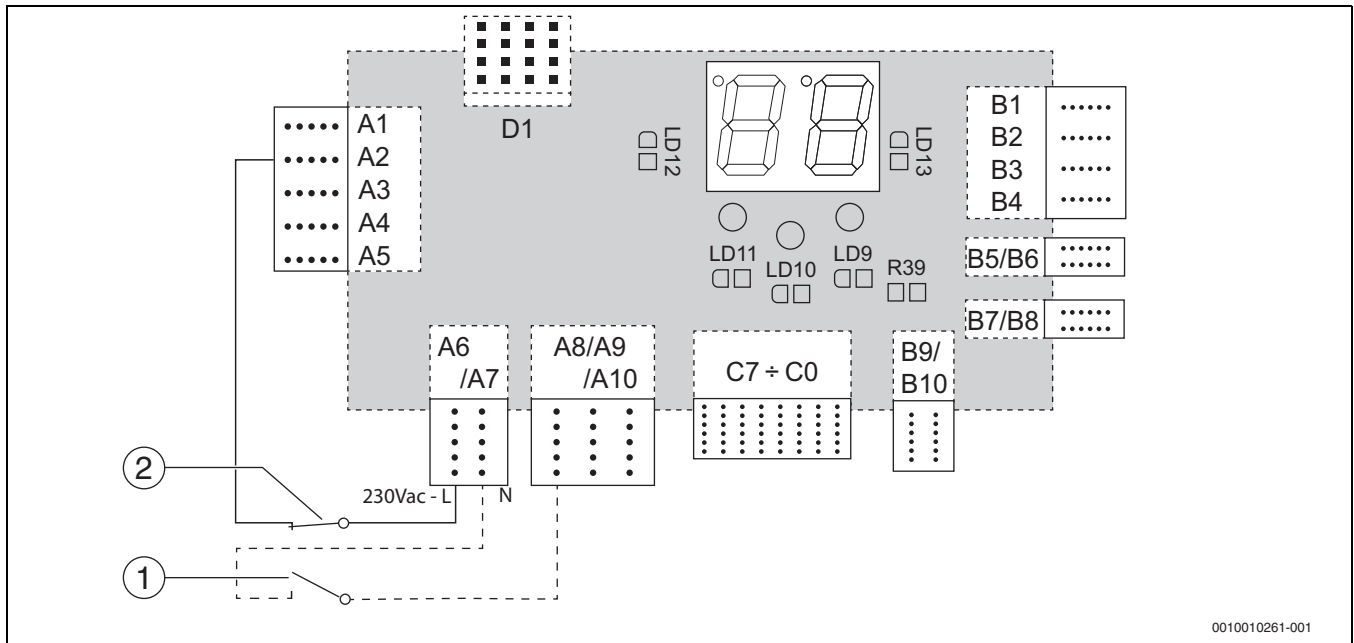 D1
A1
A2
A3
A4
A5
LD12
LD13
B1
B2
B3
B4
LD11
LD10
LD9
R39
B5/B6
B7/B8
A6
/A7
A8/A9
/A10
C7 ÷ C0
B9/
B10
2
230Vac - L
N
1
0010010261-001